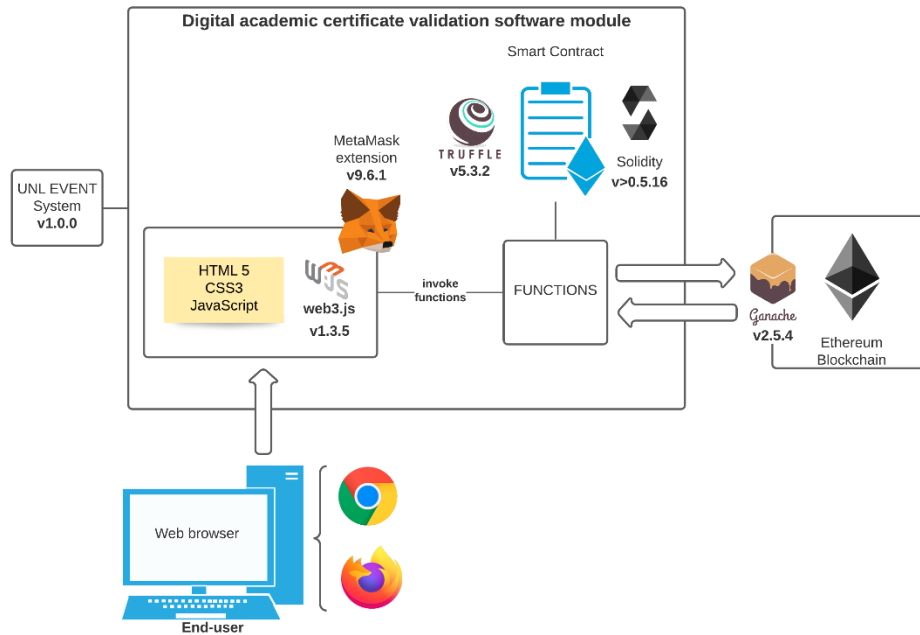 Digital academic certificate validation software module
Smart Contract
TRUFFLE
v5.3.2
Solidity
v>0.5.16
MetaMask
extension
v9.6.1
UNL EVENT
System
v1.0.0
HTML 5
CSS3
JavaScript
W3JS
web3.js
v1.3.5
invoke
functions
FUNCTIONS
Ganache
v2.5.4
Ethereum
Blockchain
Web browser
End-user